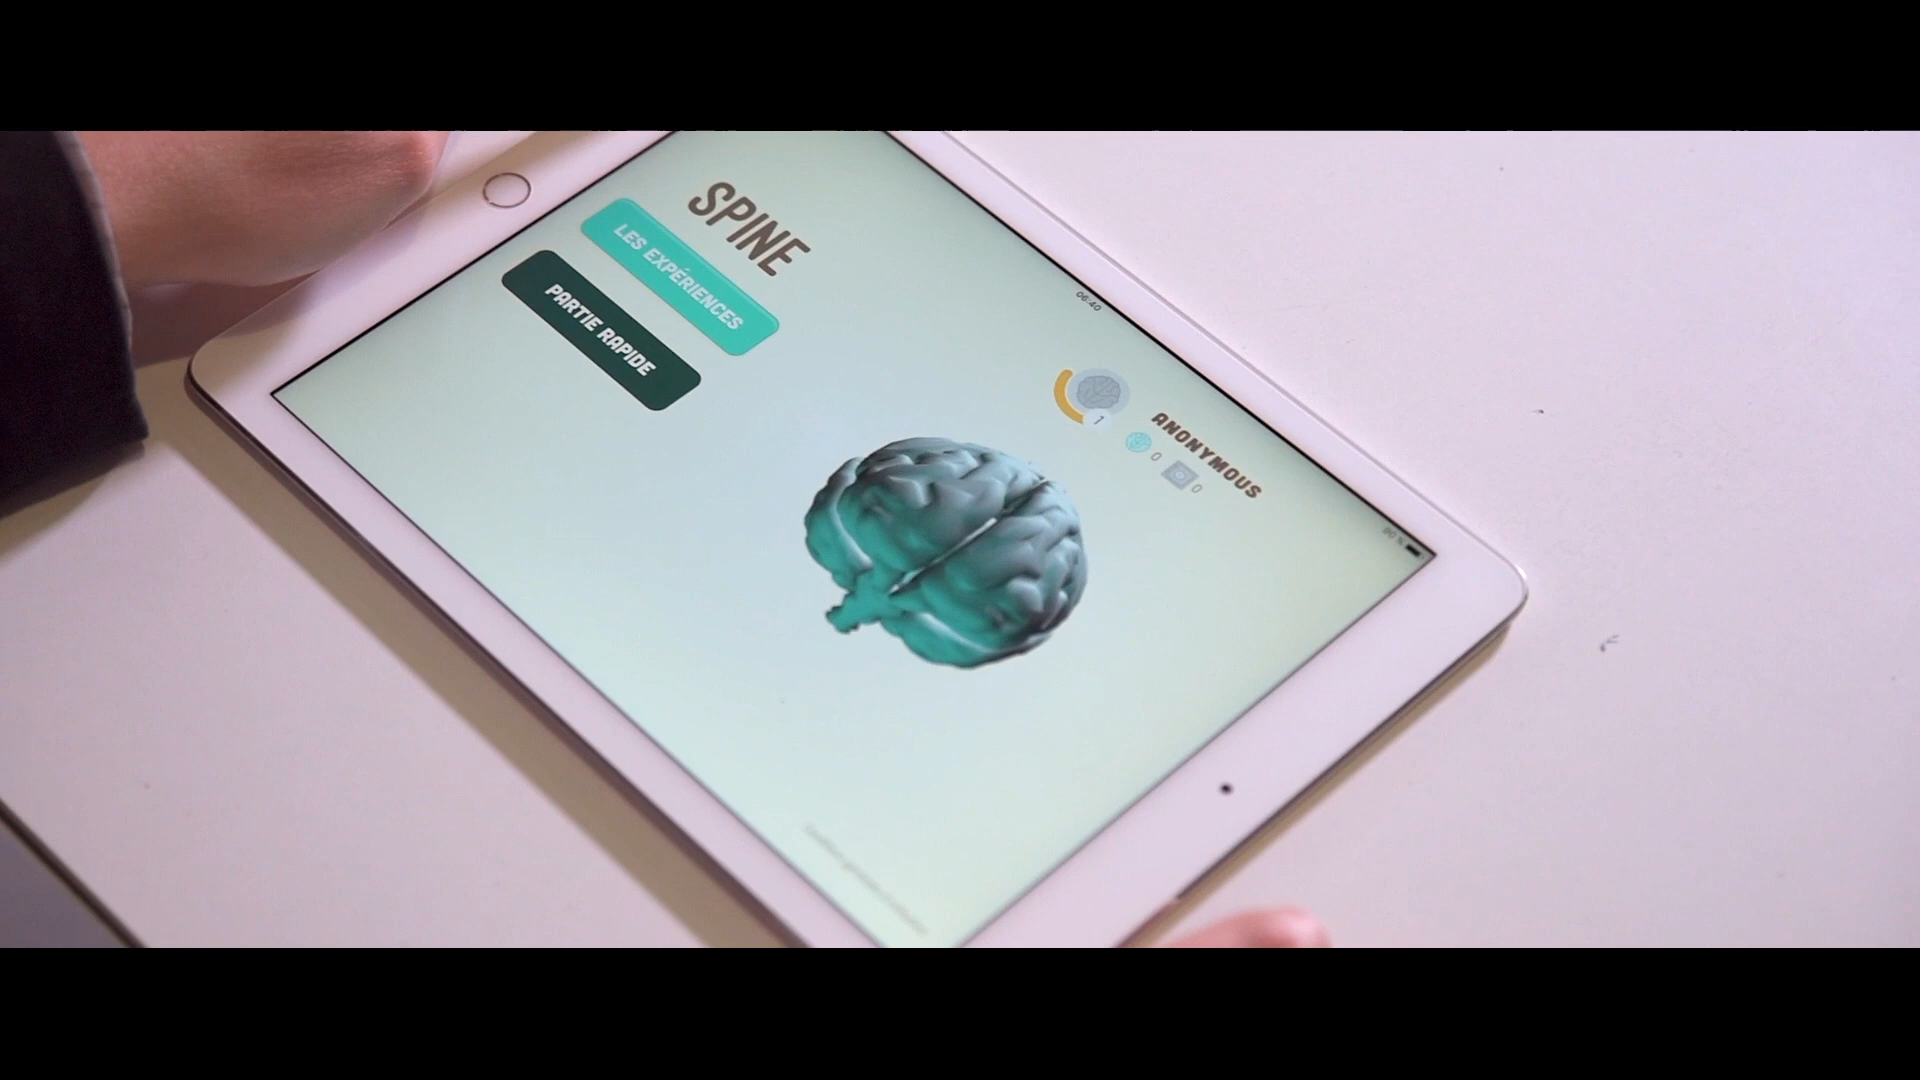 SPINE
LES EXPÉRIENCES
PARTIE RAPIDE
06:40
1
ANONYMOUS
0
0